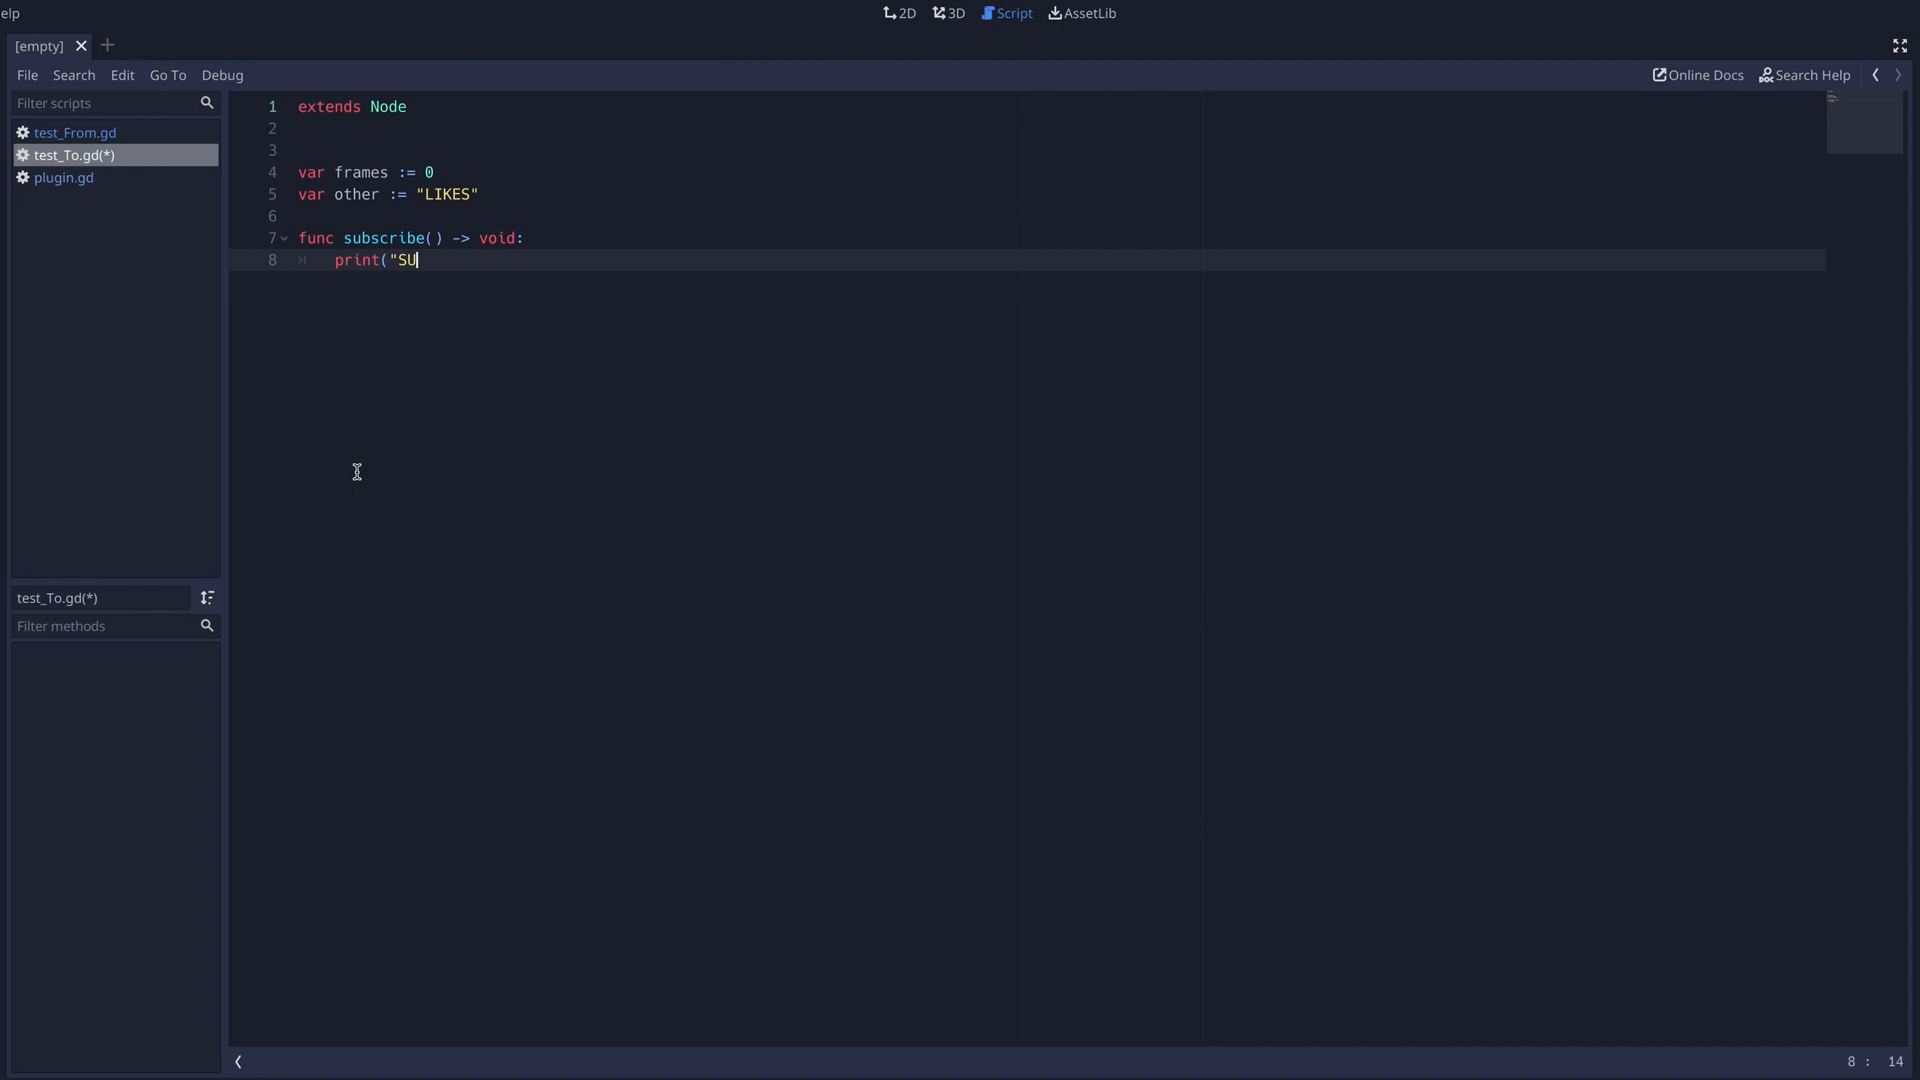 elp
2D 3D Script AssetLib
[empty]
File Search Edit Go To Debug
Online Docs Search Help
Filter scripts
test_From.gd
test_To.gd(*)
plugin.gd
1 extends Node
2
3
4 var frames := 0
5 var other := "LIKES"
6
7 func subscribe() -> void:
8 print("SU
test_To.gd(*)
Filter methods
8 : 14